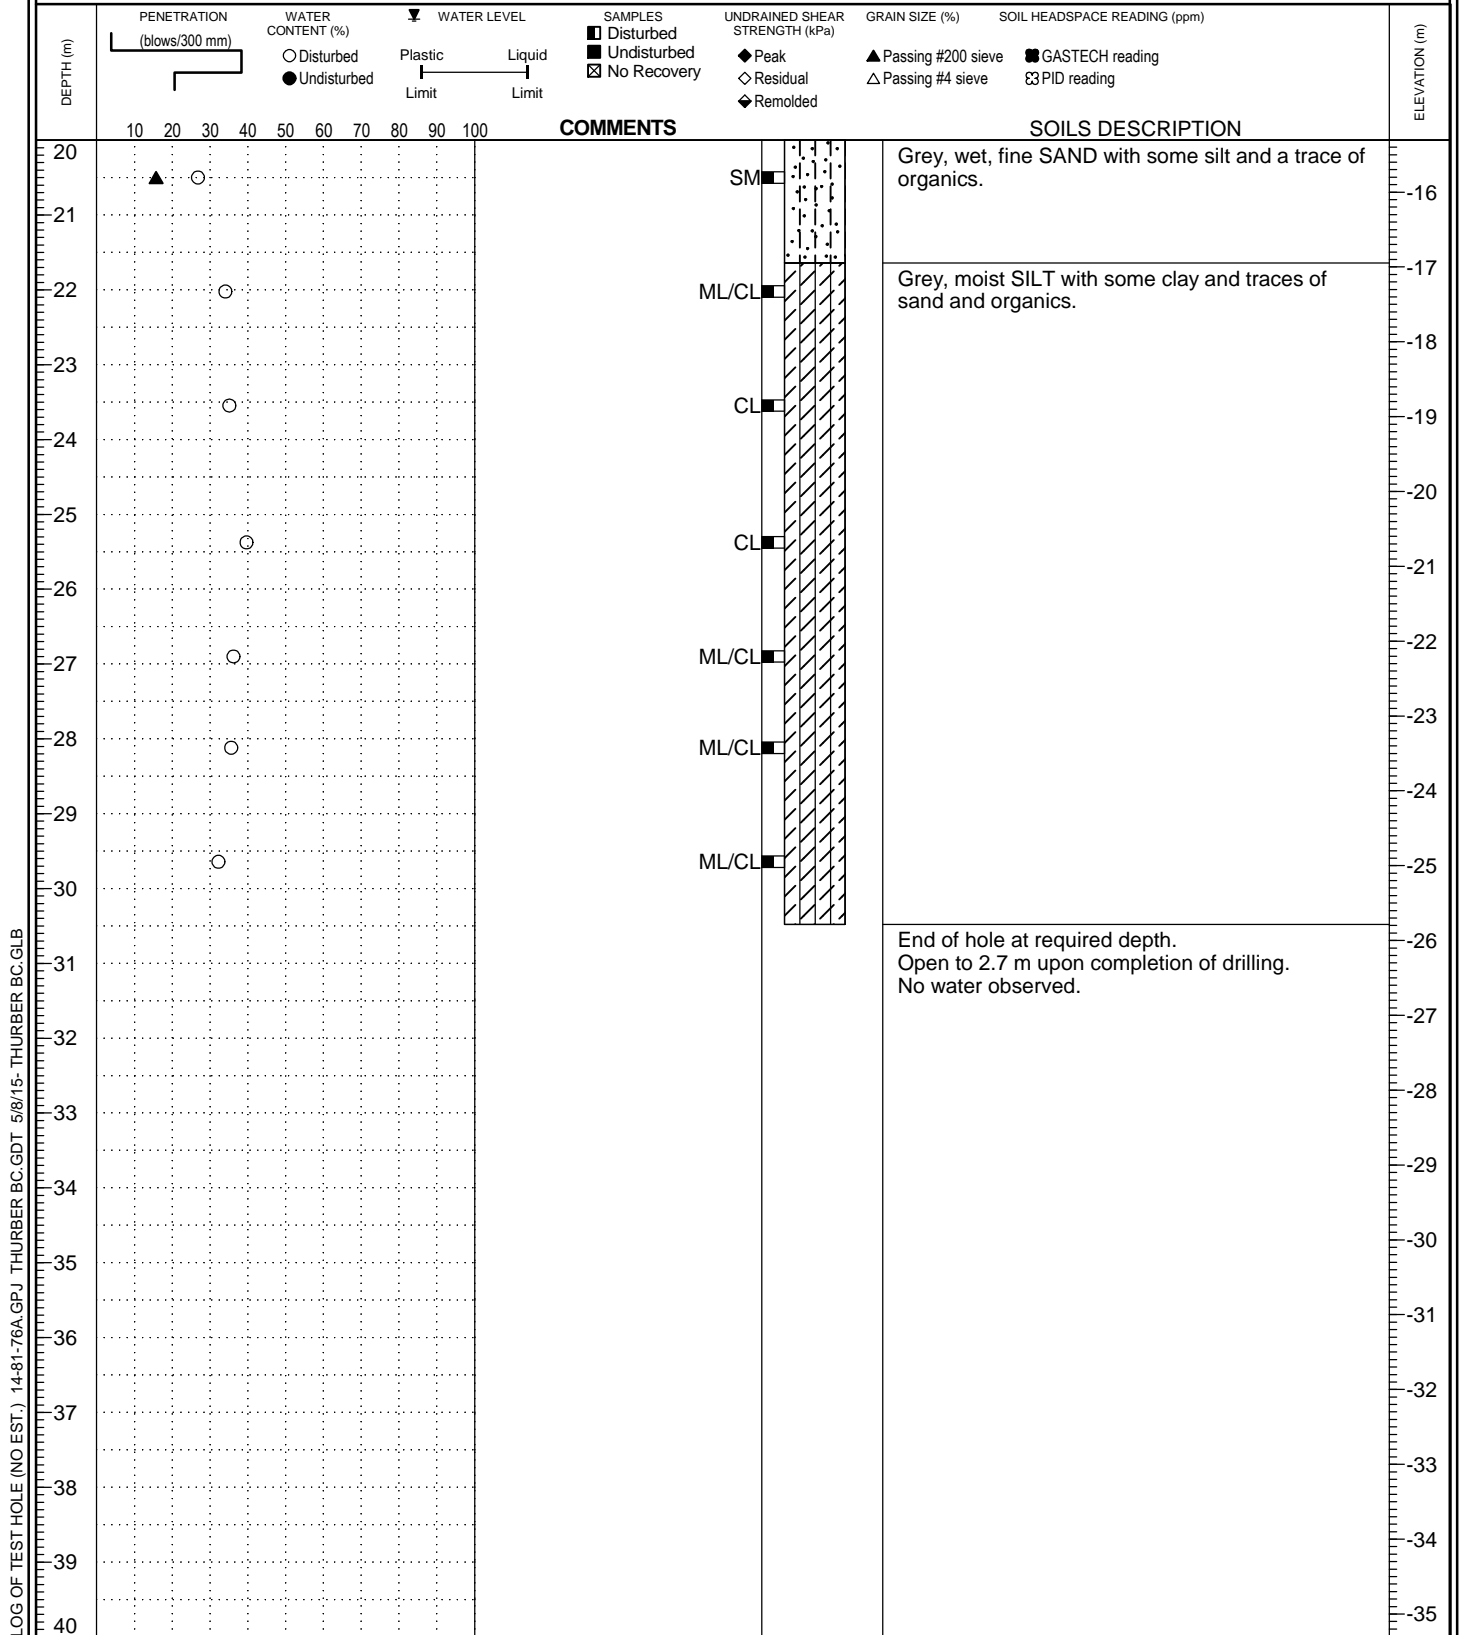 PENETRATION
(blows/300 mm)
WATER
CONTENT (%)
Disturbed
Undisturbed
WATER LEVEL
Plastic Liquid
Limit Limit
SAMPLES
Disturbed
Undisturbed
No Recovery
UNDRAINED SHEAR
STRENGTH (kPa)
Peak
Residual
Remolded
GRAIN SIZE (%)
Passing #200 sieve
Passing #4 sieve
SOIL HEADSPACE READING (ppm)
GASTECH reading
PID reading
DEPTH (m)
ELEVATION (m)
10 20 30 40 50 60 70 80 90 100
COMMENTS
SOILS DESCRIPTION
20
21
22
23
24
25
26
27
28
29
30
31
32
33
34
35
36
37
38
39
40
SM
ML/CL
CL
CL
ML/CL
ML/CL
ML/CL
Grey, wet, fine SAND with some silt and a trace of
organics.
Grey, moist SILT with some clay and traces of
sand and organics.
End of hole at required depth.
Open to 2.7 m upon completion of drilling.
No water observed.
-16
-17
-18
-19
-20
-21
-22
-23
-24
-25
-26
-27
-28
-29
-30
-31
-32
-33
-34
-35
LOG OF TEST HOLE (NO EST.) 14-81-76A.GPJ THURBER BC.GDT 5/8/15- THURBER BC.GLB